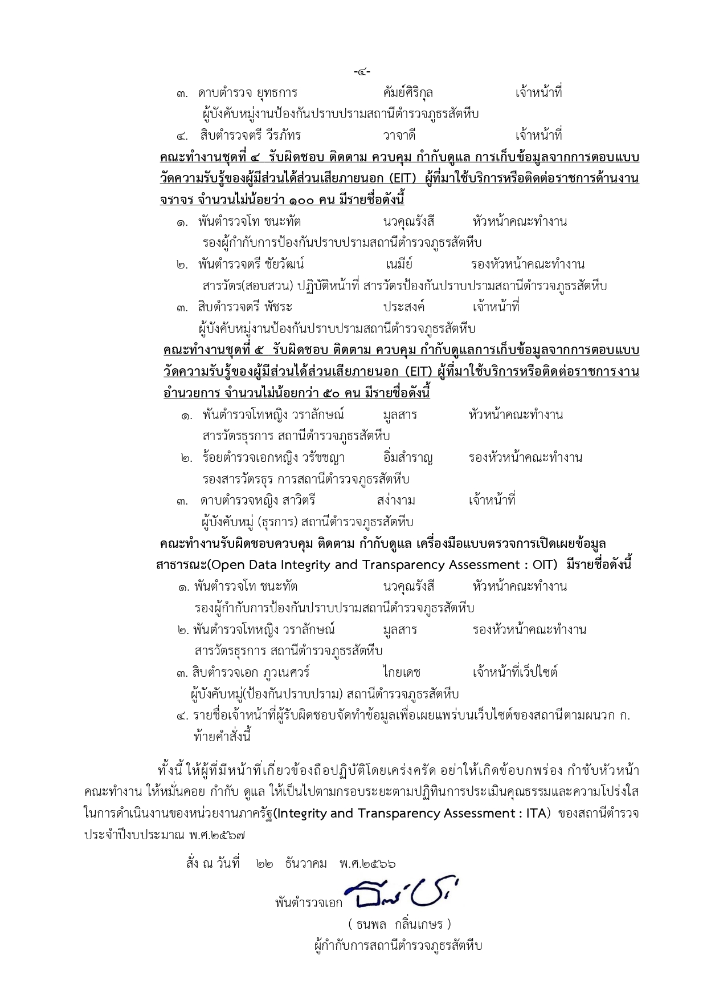 -๔-
๓. ดาบตำรวจ ยุทธการ คัมย์ศิริกุล เจ้าหน้าที่
ผู้บังคับหมู่งานป้องกันปราบปรามสถานีตำรวจภูธรสัตหีบ
๔. สิบตำรวจตรี วีรภัทร วาจาดี เจ้าหน้าที่
คณะทำงานชุดที่ ๔ รับผิดชอบ ติดตาม ควบคุม กำกับดูแล การเก็บข้อมูลจากการตอบแบบ
วัดความรับรู้ของผู้มีส่วนได้ส่วนเสียภายนอก (EIT) ผู้ที่มาใช้บริการหรือติดต่อราชการด้านงาน
จราจร จำนวนไม่น้อยว่า ๑๐๐ คน มีรายชื่อดังนี้
๑. พันตำรวจโท ชนะทัต นวคุณรังสี หัวหน้าคณะทำงาน
รองผู้กำกับการป้องกันปราบปรามสถานีตำรวจภูธรสัตหีบ
๒. พันตำรวจตรี ชัยวัฒน์ เนมีย์ รองหัวหน้าคณะทำงาน
สารวัตร(สอบสวน) ปฏิบัติหน้าที่ สารวัตรป้องกันปราบปรามสถานีตำรวจภูธรสัตหีบ
๓. สิบตำรวจตรี พัชระ ประสงค์ เจ้าหน้าที่
ผู้บังคับหมู่งานป้องกันปราบปรามสถานีตำรวจภูธรสัตหีบ
คณะทำงานชุดที่ ๕ รับผิดชอบ ติดตาม ควบคุม กำกับดูแลการเก็บข้อมูลจากการตอบแบบ
วัดความรับรู้ของผู้มีส่วนได้ส่วนเสียภายนอก (EIT) ผู้ที่มาใช้บริการหรือติดต่อราชการงาน
อำนวยการ จำนวนไม่น้อยกว่า ๕๐ คน มีรายชื่อดังนี้
๑. พันตำรวจโทหญิง วราลักษณ์ มูลสาร หัวหน้าคณะทำงาน
สารวัตรธุรการ สถานีตำรวจภูธรสัตหีบ
๒. ร้อยตำรวจเอกหญิง วรัชชญา อิ่มสำราญ รองหัวหน้าคณะทำงาน
รองสารวัตรธุร การสถานีตำรวจภูธรสัตหีบ
๓. ดาบตำรวจหญิง สาวิตรี สง่างาม เจ้าหน้าที่
ผู้บังคับหมู่ (ธุรการ) สถานีตำรวจภูธรสัตหีบ
คณะทำงานรับผิดชอบควบคุม ติดตาม กำกับดูแล เครื่องมือแบบตรวจการเปิดเผยข้อมูล
สาธารณะ(Open Data Integrity and Transparency Assessment : OIT) มีรายชื่อดังนี้
๑. พันตำรวจโท ชนะทัต นวคุณรังสี หัวหน้าคณะทำงาน
รองผู้กำกับการป้องกันปราบปรามสถานีตำรวจภูธรสัตหีบ
๒. พันตำรวจโทหญิง วราลักษณ์ มูลสาร รองหัวหน้าคณะทำงาน
สารวัตรธุรการ สถานีตำรวจภูธรสัตหีบ
๓. สิบตำรวจเอก ภูวเนศวร์ ไกยเดช เจ้าหน้าที่เว็ปไซต์
ผู้บังคับหมู่(ป้องกันปราบปราม) สถานีตำรวจภูธรสัตหีบ
๔. รายชื่อเจ้าหน้าที่ผู้รับผิดชอบจัดทำข้อมูลเพื่อเผยแพร่บนเว็บไซต์ของสถานีตามผนวก ก.
ท้ายคำสั่งนี้
ทั้งนี้ ให้ผู้ที่มีหน้าที่เกี่ยวข้องถือปฏิบัติโดยเคร่งครัด อย่าให้เกิดข้อบกพร่อง กำชับหัวหน้า
คณะทำงาน ให้หมั่นคอย กำกับ ดูแล ให้เป็นไปตามกรอบระยะตามปฏิทินการประเมินคุณธรรมและความโปร่งใส
ในการดำเนินงานของหน่วยงานภาครัฐ(Integrity and Transparency Assessment : ITA) ของสถานีตำรวจ
ประจำปีงบประมาณ พ.ศ.๒๕๖๗
สั่ง ณ วันที่ ๒๒ ธันวาคม พ.ศ.๒๕๖๖
พันตำรวจเอก
( ธนพล กลิ่นเกษร )
ผู้กำกับการสถานีตำรวจภูธรสัตหีบ